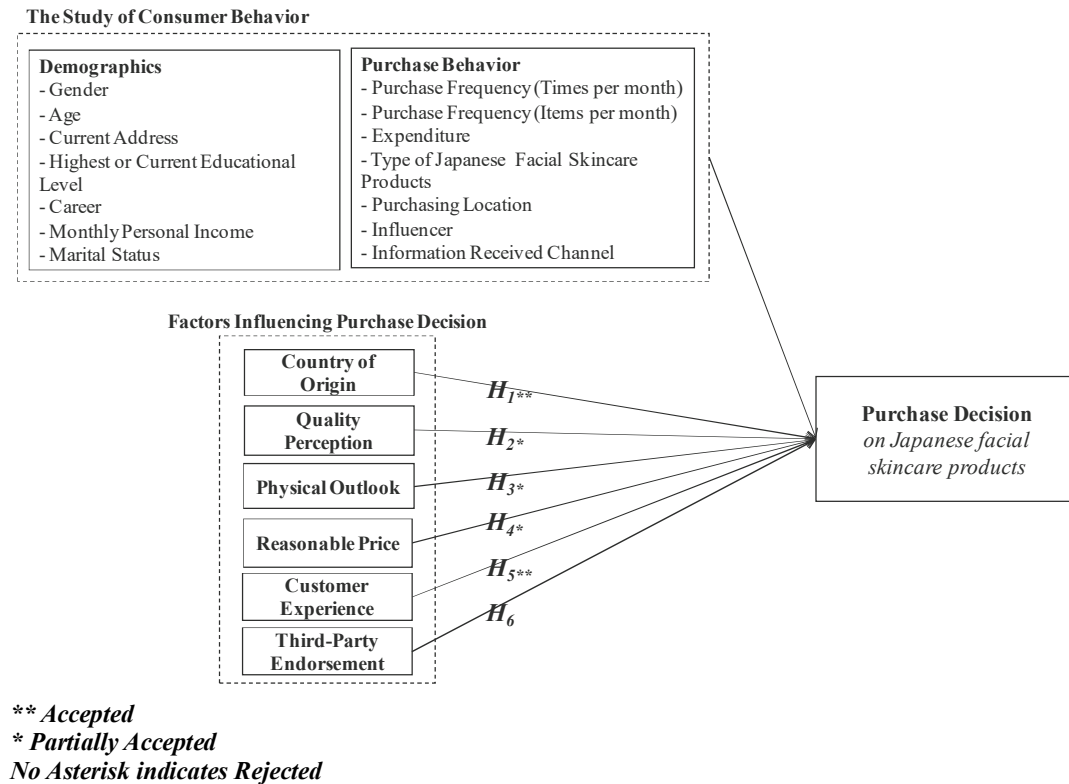 The Study of Consumer Behavior
Demographics
- Gender
- Age
- Current Address
- Highest or Current Educational
Level
- Career
- Monthly Personal Income
- Marital Status
Purchase Behavior
- Purchase Frequency (Times per month)
- Purchase Frequency (Items per month)
- Expenditure
- Type of Japanese Facial Skincare
Products
- Purchasing Location
- Influencer
- Information Received Channel
Factors Influencing Purchase Decision
Country of
Origin
Quality
Perception
Physical Outlook
Reasonable Price
Customer
Experience
Third-Party
Endorsement
H1**
H2*
H3*
H4*
H5**
H6
Purchase Decision
on Japanese facial
skincare products
** Accepted
* Partially Accepted
No Asterisk indicates Rejected